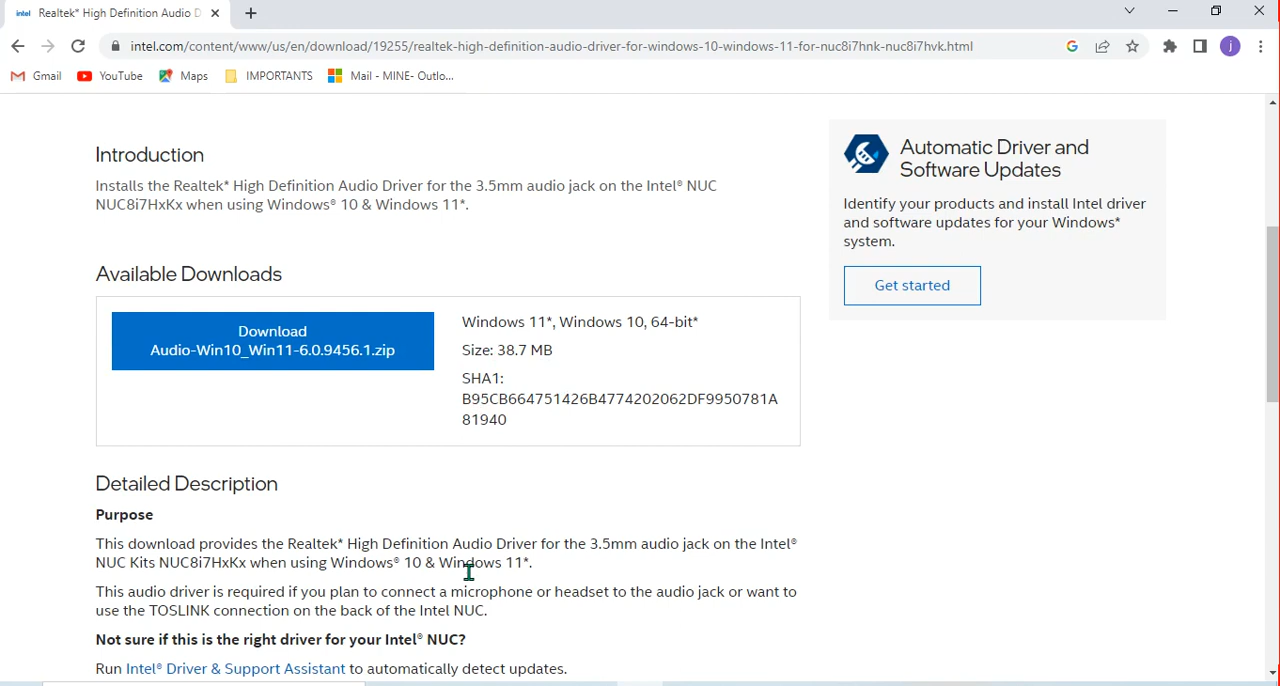 intel Realtek* High Definition Audio D
intel.com/content/www/us/en/download/19255/realtek-high-definition-audio-driver-for-windows-10-windows-11-for-nuc8i7hnk-nuc8i7hvk.html
G
j
Gmail YouTube Maps IMPORTANTS Mail - MINE- Outlo...
Introduction
Installs the Realtek* High Definition Audio Driver for the 3.5mm audio jack on the Intel® NUC
NUC8i7HxKx when using Windows® 10 & Windows 11*.
Available Downloads
Download
Audio-Win10_Win11-6.0.9456.1.zip
Windows 11*, Windows 10, 64-bit*
Size: 38.7 MB
SHA1:
B95CB664751426B4774202062DF9950781A
81940
Detailed Description
Purpose
This download provides the Realtek* High Definition Audio Driver for the 3.5mm audio jack on the Intel®
NUC Kits NUC8i7HxKx when using Windows® 10 & Windows 11*.
This audio driver is required if you plan to connect a microphone or headset to the audio jack or want to
use the TOSLINK connection on the back of the Intel NUC.
Not sure if this is the right driver for your Intel® NUC?
Run Intel® Driver & Support Assistant to automatically detect updates.
Automatic Driver and
Software Updates
Identify your products and install Intel driver
and software updates for your Windows*
system.
Get started